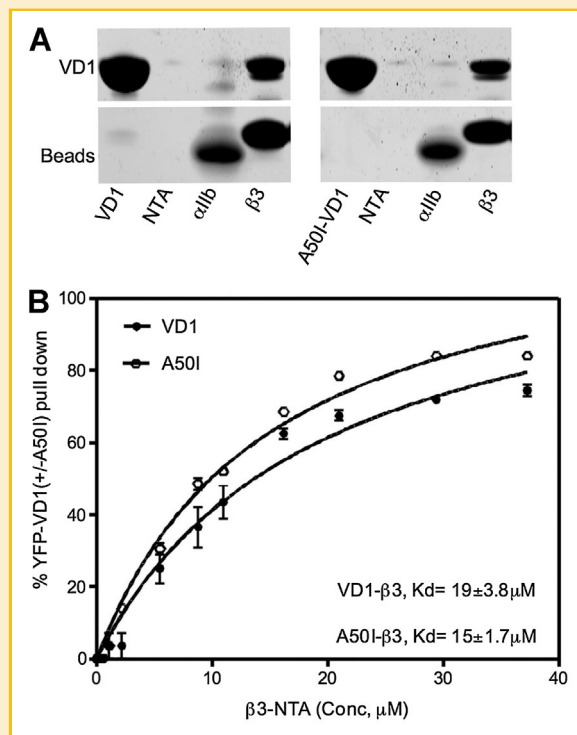 A
VD1
Beads
VD1
NTA
αIIb
β3
A50I-VD1
NTA
αIIb
β3
B
100
80
60
40
20
0
% YFP-VD1(+/-A50I) pull down
VD1
A50I
VD1-β3, Kd= 19±3.8μM
A50I-β3, Kd= 15±1.7μM
0
10
20
30
40
β3-NTA (Conc, μM)